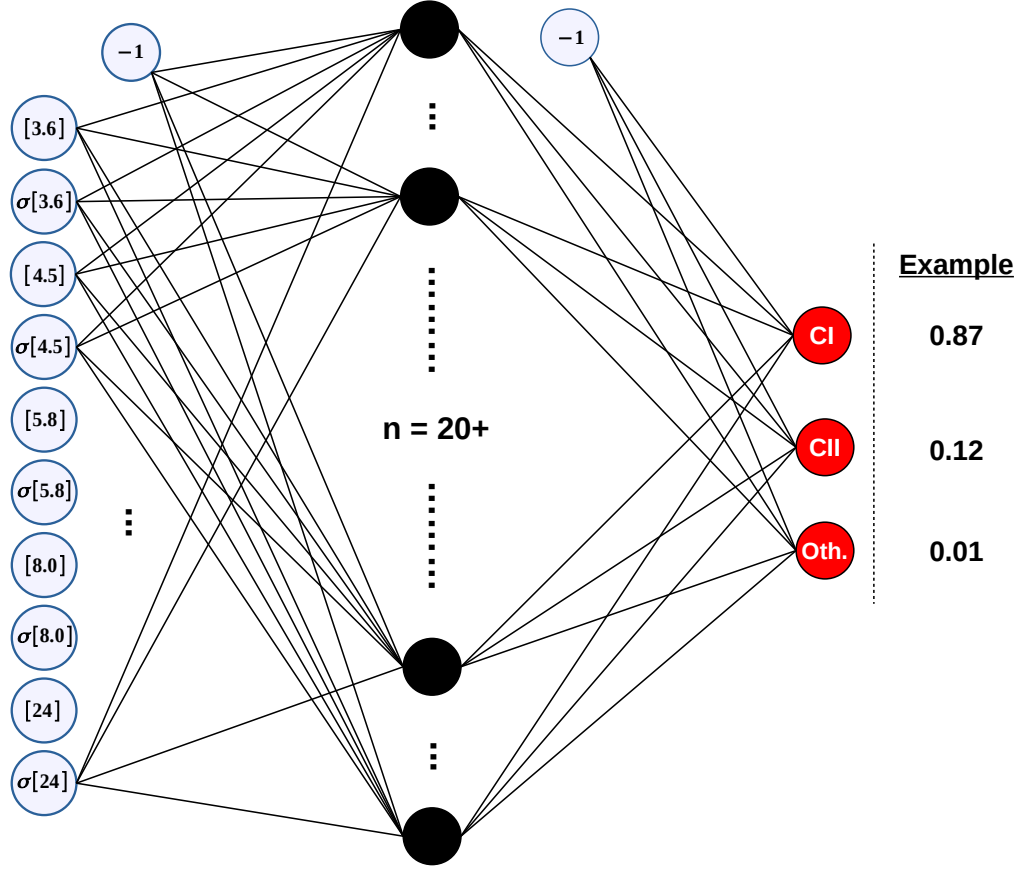 −1
−1
[3.6]
σ[3.6]
[4.5]
σ[4.5]
[5.8]
σ[5.8]
[8.0]
σ[8.0]
[24]
σ[24]
n = 20+
CI
CII
Oth.
Example
0.87
0.12
0.01